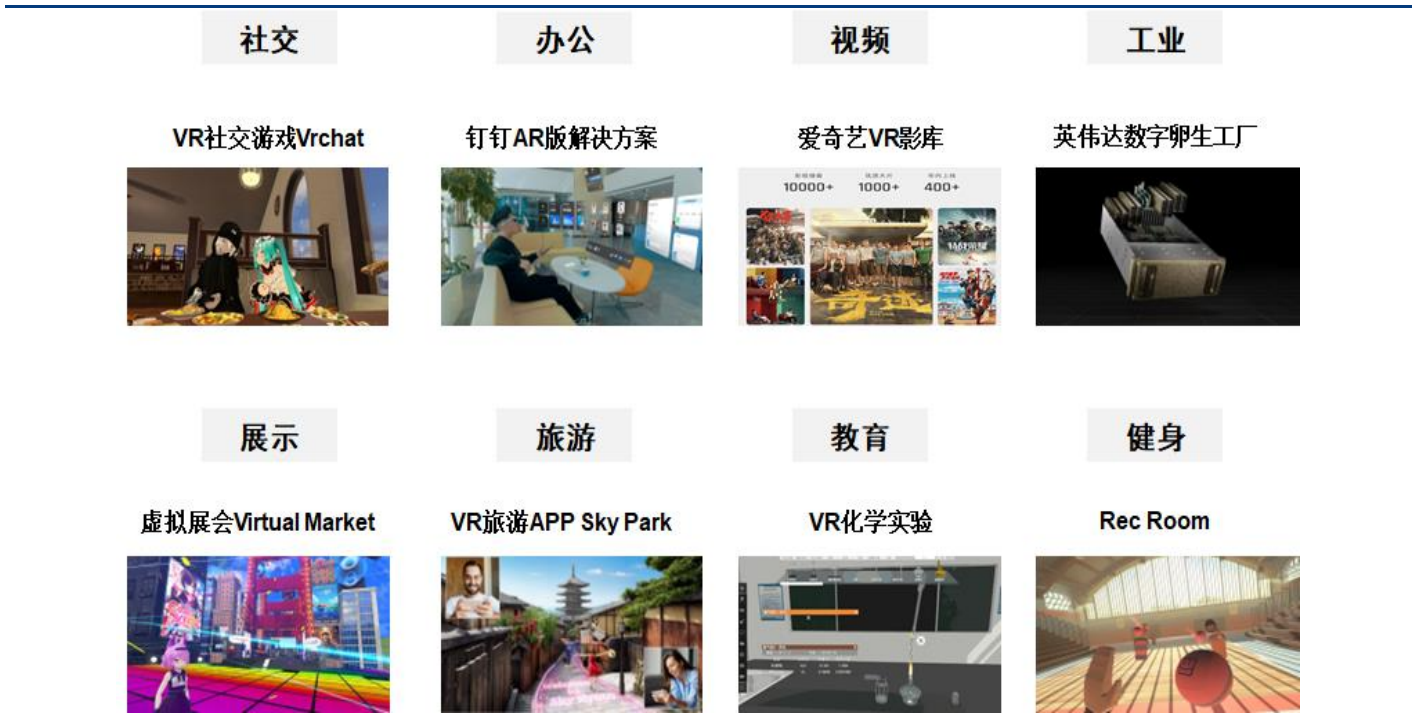 社交
办公
视频
工业
VR社交游戏Vrchat
钉钉AR版解决方案
爱奇艺VR影库
英伟达数字卵生工厂
10000+
1000+
400+
展示
旅游
教育
健身
虚拟展会Virtual Market
VR旅游APP Sky Park
VR化学实验
Rec Room